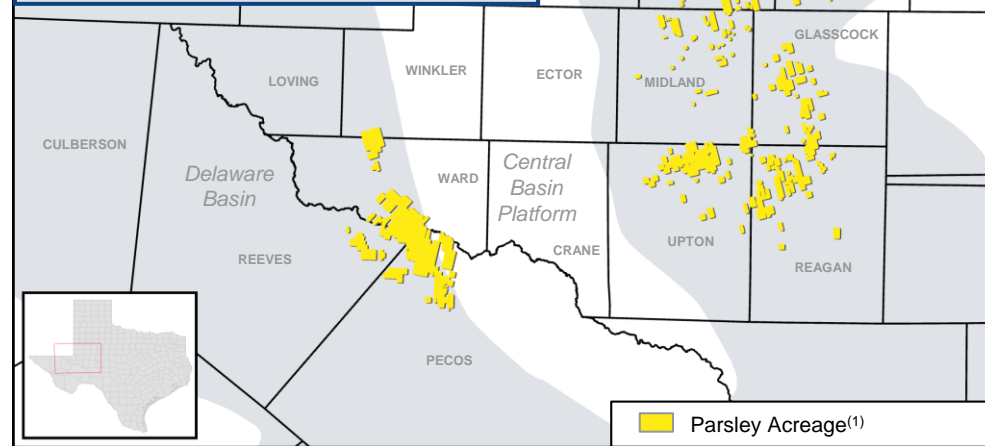 GLASSCOCK
WINKLER
ECTOR
LOVING
MIDLAND
CULBERSON
Delaware
Basin
WARD
Central
Basin
Platform
CRANE
UPTON
REEVES
REAGAN
PECOS
Parsley Acreage(1)